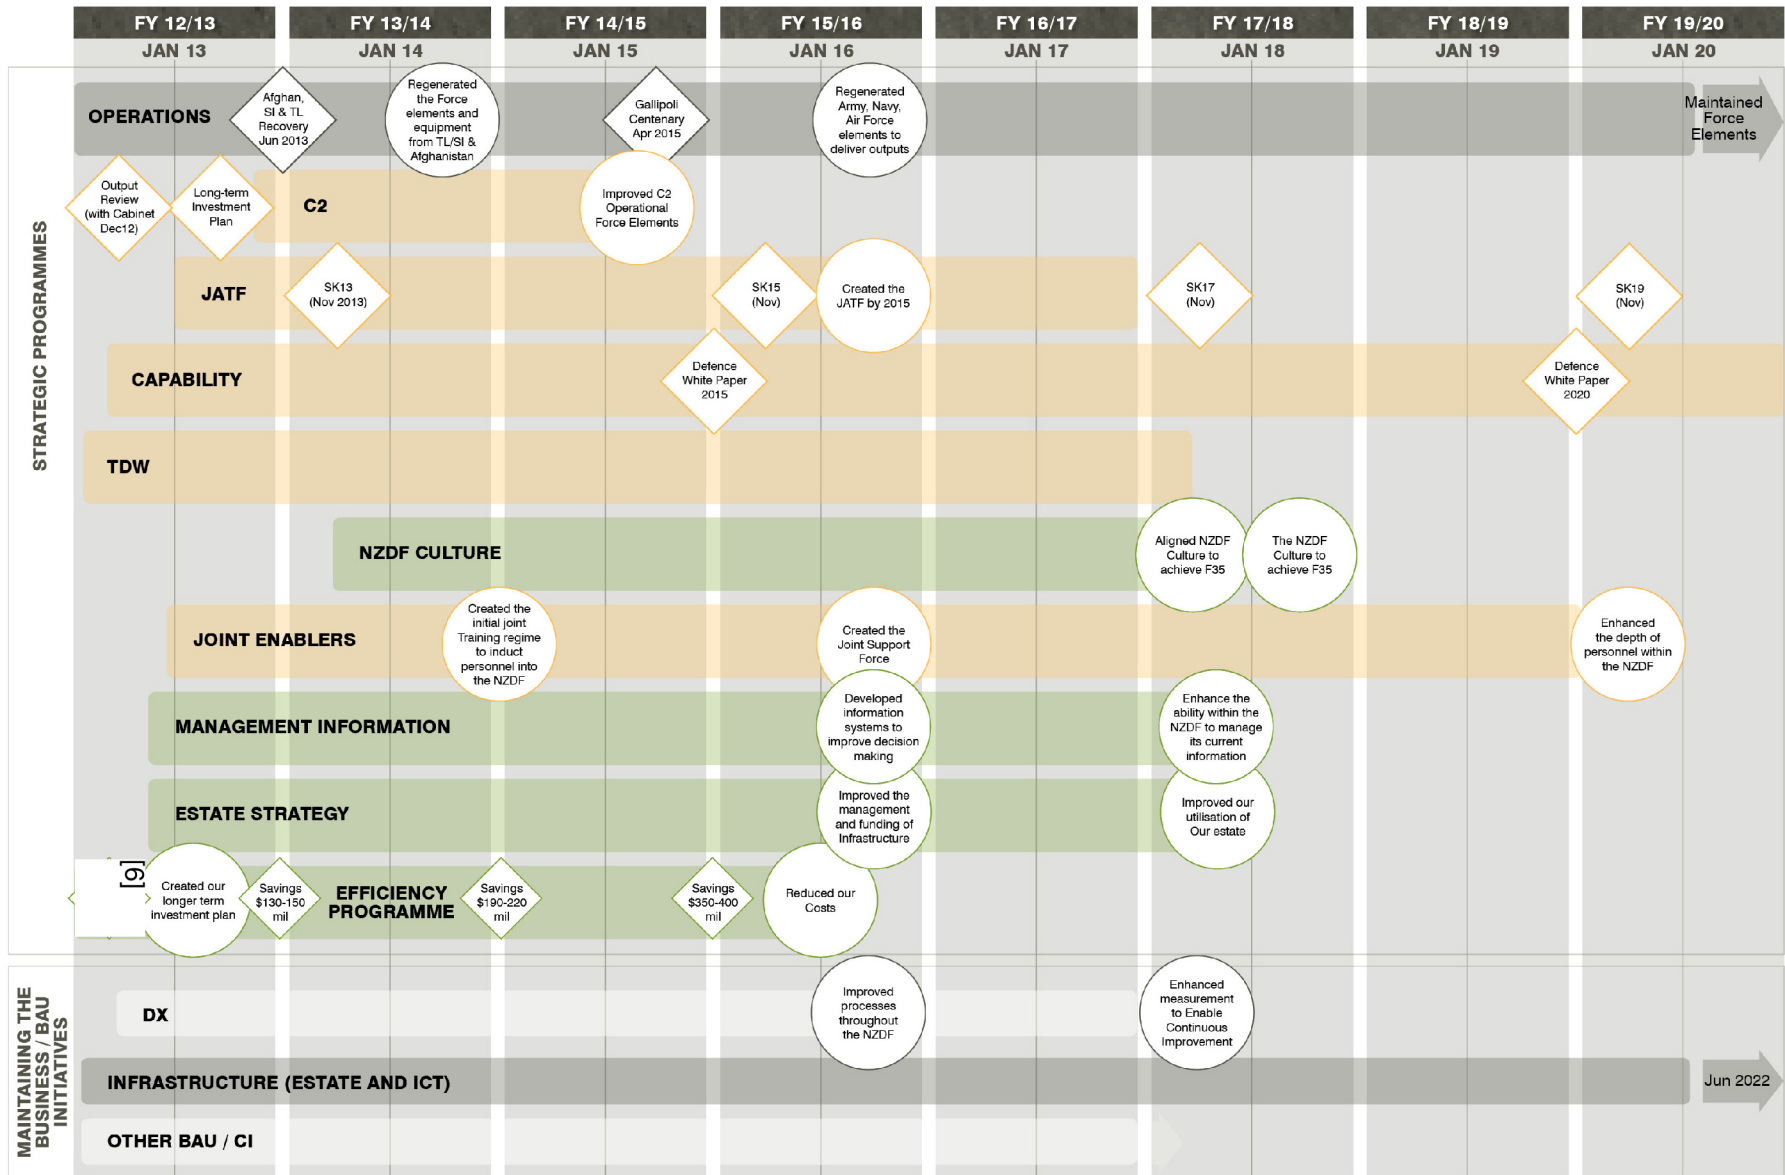 FY 12/13
FY 13/14
FY 14/15
FY 15/16
FY 16/17
FY 17/18
FY 18/19
FY 19/20
JAN 13
JAN 14
JAN 15
JAN 16
JAN 17
JAN 18
JAN 19
JAN 20
STRATEGIC PROGRAMMES
OPERATIONS
Afghan,
SI & TL
Recovery
Jun 2013
Regenerated
the Force
elements and
equipment
from TL/SI &
Afghanistan
Gallipoli
Centenary
Apr 2015
Regenerated
Army, Navy,
Air Force
elements to
deliver outputs
Maintained
Force
Elements
Output
Review
(with Cabinet
Dec12)
Long-term
Investment
Plan
C2
Improved C2
Operational
Force Elements
JATF
SK13
(Nov 2013)
SK15
(Nov)
Created the
JATF by 2015
SK17
(Nov)
SK19
(Nov)
CAPABILITY
Defence
White Paper
2015
Defence
White Paper
2020
TDW
NZDF CULTURE
Aligned NZDF
Culture to
achieve F35
The NZDF
Culture to
achieve F35
JOINT ENABLERS
Created the
initial joint
Training regime
to induct
personnel into
the NZDF
Created the
Joint Support
Force
Enhanced
the depth of
personnel within
the NZDF
MANAGEMENT INFORMATION
Developed
information
systems to
improve decision
making
Enhance the
ability within the
NZDF to manage
its current
information
ESTATE STRATEGY
Improved the
management
and funding of
Infrastructure
Improved our
utilisation of
Our estate
[9]
Created our
longer term
investment plan
Savings
$130-150
mil
EFFICIENCY
PROGRAMME
Savings
$190-220
mil
Savings
$350-400
mil
Reduced our
Costs
MAINTAINING THE
BUSINESS / BAU
INITIATIVES
DX
Improved
processes
throughout
the NZDF
Enhanced
measurement
to Enable
Continuous
Improvement
INFRASTRUCTURE (ESTATE AND ICT)
Jun 2022
OTHER BAU / CI